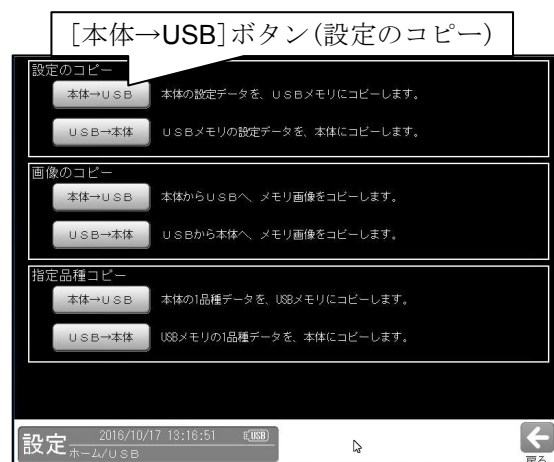 [本体→USB]ボタン(設定のコピー)
設定のコピー
本体→USB 本体の設定データを、USBメモリにコピーします。
USB→本体 USBメモリの設定データを、本体にコピーします。
画像のコピー
本体→USB 本体からUSBへ、メモリ画像をコピーします。
USB→本体 USBから本体へ、メモリ画像をコピーします。
指定品種コピー
本体→USB 本体の1品種データを、USBメモリにコピーします。
USB→本体 USBメモリの1品種データを、本体にコピーします。
設定 2016/10/17 13:16:51 USB
ホーム/USB
戻る